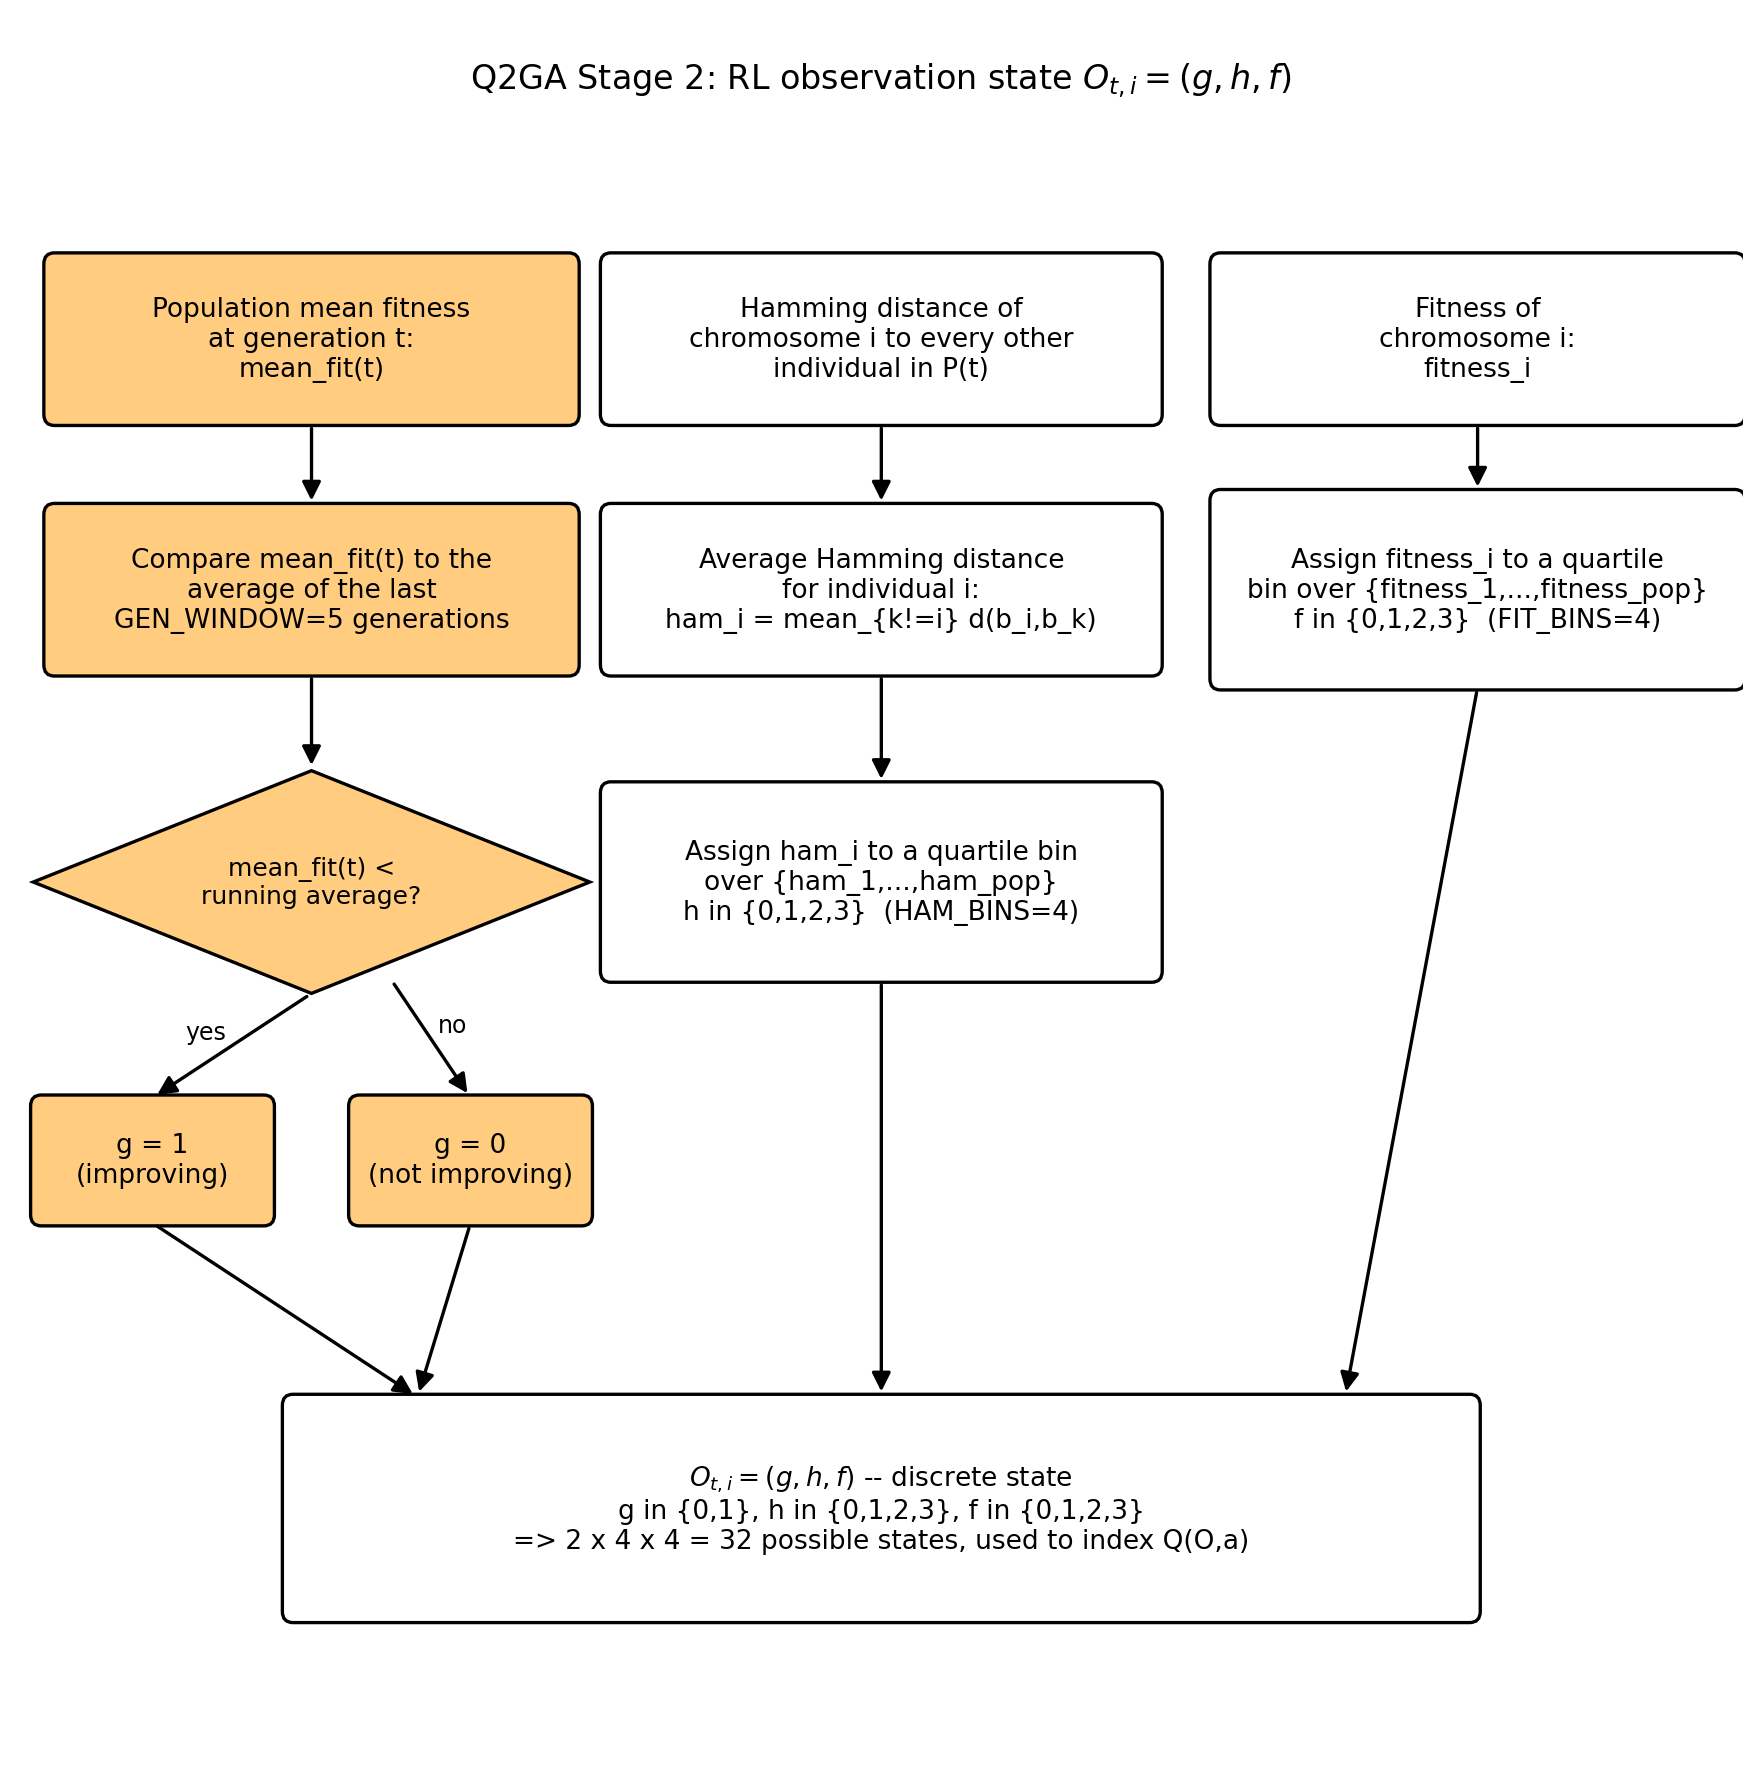 Q2GA Stage 2: RL observation state O_{t,i} = (g, h, f)
Population mean fitness
at generation t:
mean_fit(t)
Hamming distance of
chromosome i to every other
individual in P(t)
Fitness of
chromosome i:
fitness_i
Compare mean_fit(t) to the
average of the last
GEN_WINDOW=5 generations
Average Hamming distance
for individual i:
ham_i = mean_{k!=i} d(b_i,b_k)
Assign fitness_i to a quartile
bin over {fitness_1,...,fitness_pop}
f in {0,1,2,3}  (FIT_BINS=4)
mean_fit(t) <
running average?
Assign ham_i to a quartile bin
over {ham_1,...,ham_pop}
h in {0,1,2,3}  (HAM_BINS=4)
yes
no
g = 1
(improving)
g = 0
(not improving)
O_{t,i} = (g, h, f) -- discrete state
g in {0,1}, h in {0,1,2,3}, f in {0,1,2,3}
=> 2 x 4 x 4 = 32 possible states, used to index Q(O,a)